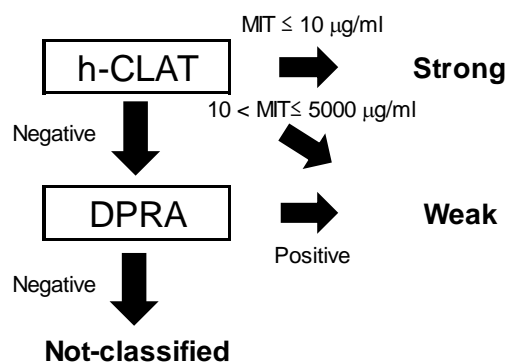 MIT ≤ 10 μg/ml
h-CLAT
Strong
10 < MIT≤ 5000 μg/ml
Negative
DPRA
Weak
Positive
Negative
Not-classified